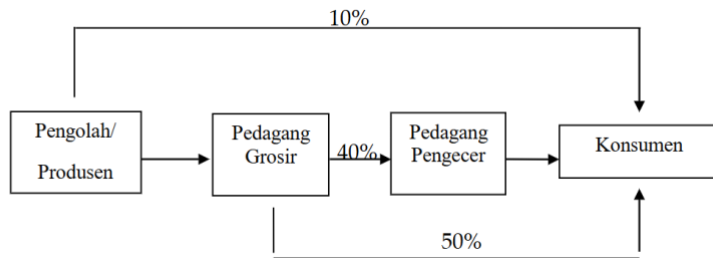 10%
Pengolah/
Produsen
Pedagang
Grosir
40%
Pedagang
Pengecer
Konsumen
50%